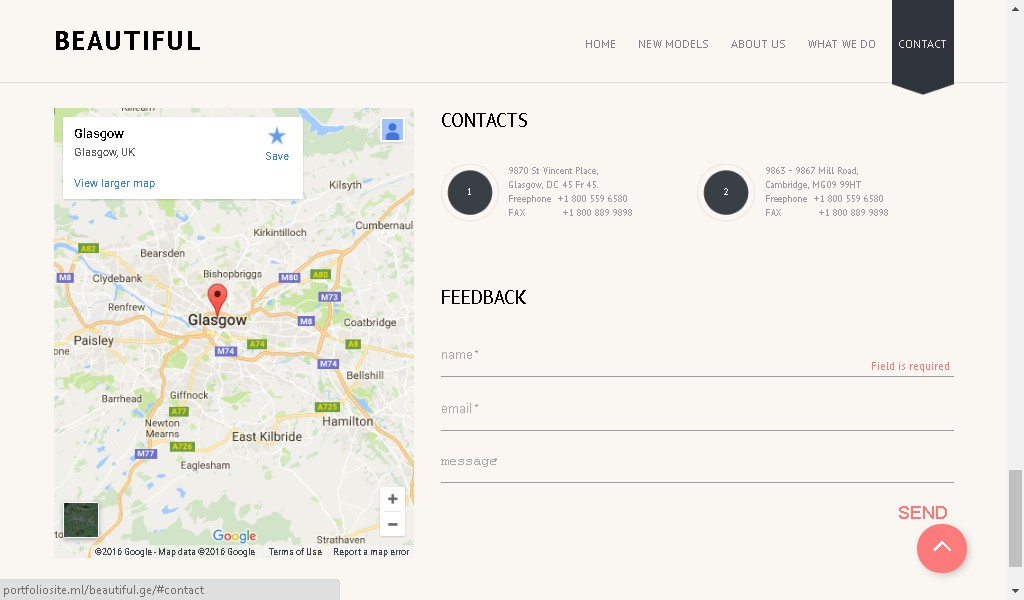 BEAUTIFUL
HOME NEW MODELS ABOUT US WHAT WE DO CONTACT
Glasgow
Glasgow, UK
Save
View larger map
Kilsyth
Cumbernaul
Kirkintilloch
A82
Bearsden
Bishopbriggs
M8
Clydebank
M80
A80
M73
Renfrew
Glasgow
M8
Coatbridge
Paisley
A74
A8
one
M74
M74
Bellshill
Barrhead
Giffnock
A77
A725
Newton
Mearns
Hamilton
A726
East Kilbride
M77
Eaglesham
Google
Strathaven
©2016 Google - Map data ©2016 Google Terms of Use Report a map error
CONTACTS
1
9870 St Vincent Place,
Glasgow, DC 45 Fr 45.
Freephone +1 800 559 6580
FAX +1 800 889 9898
2
9863 - 9867 Mill Road,
Cambridge, MG09 99HT
Freephone +1 800 559 6580
FAX +1 800 889 9898
FEEDBACK
name*
Field is required
email*
message
SEND
portfoliosite.ml/beautiful.ge/#contact